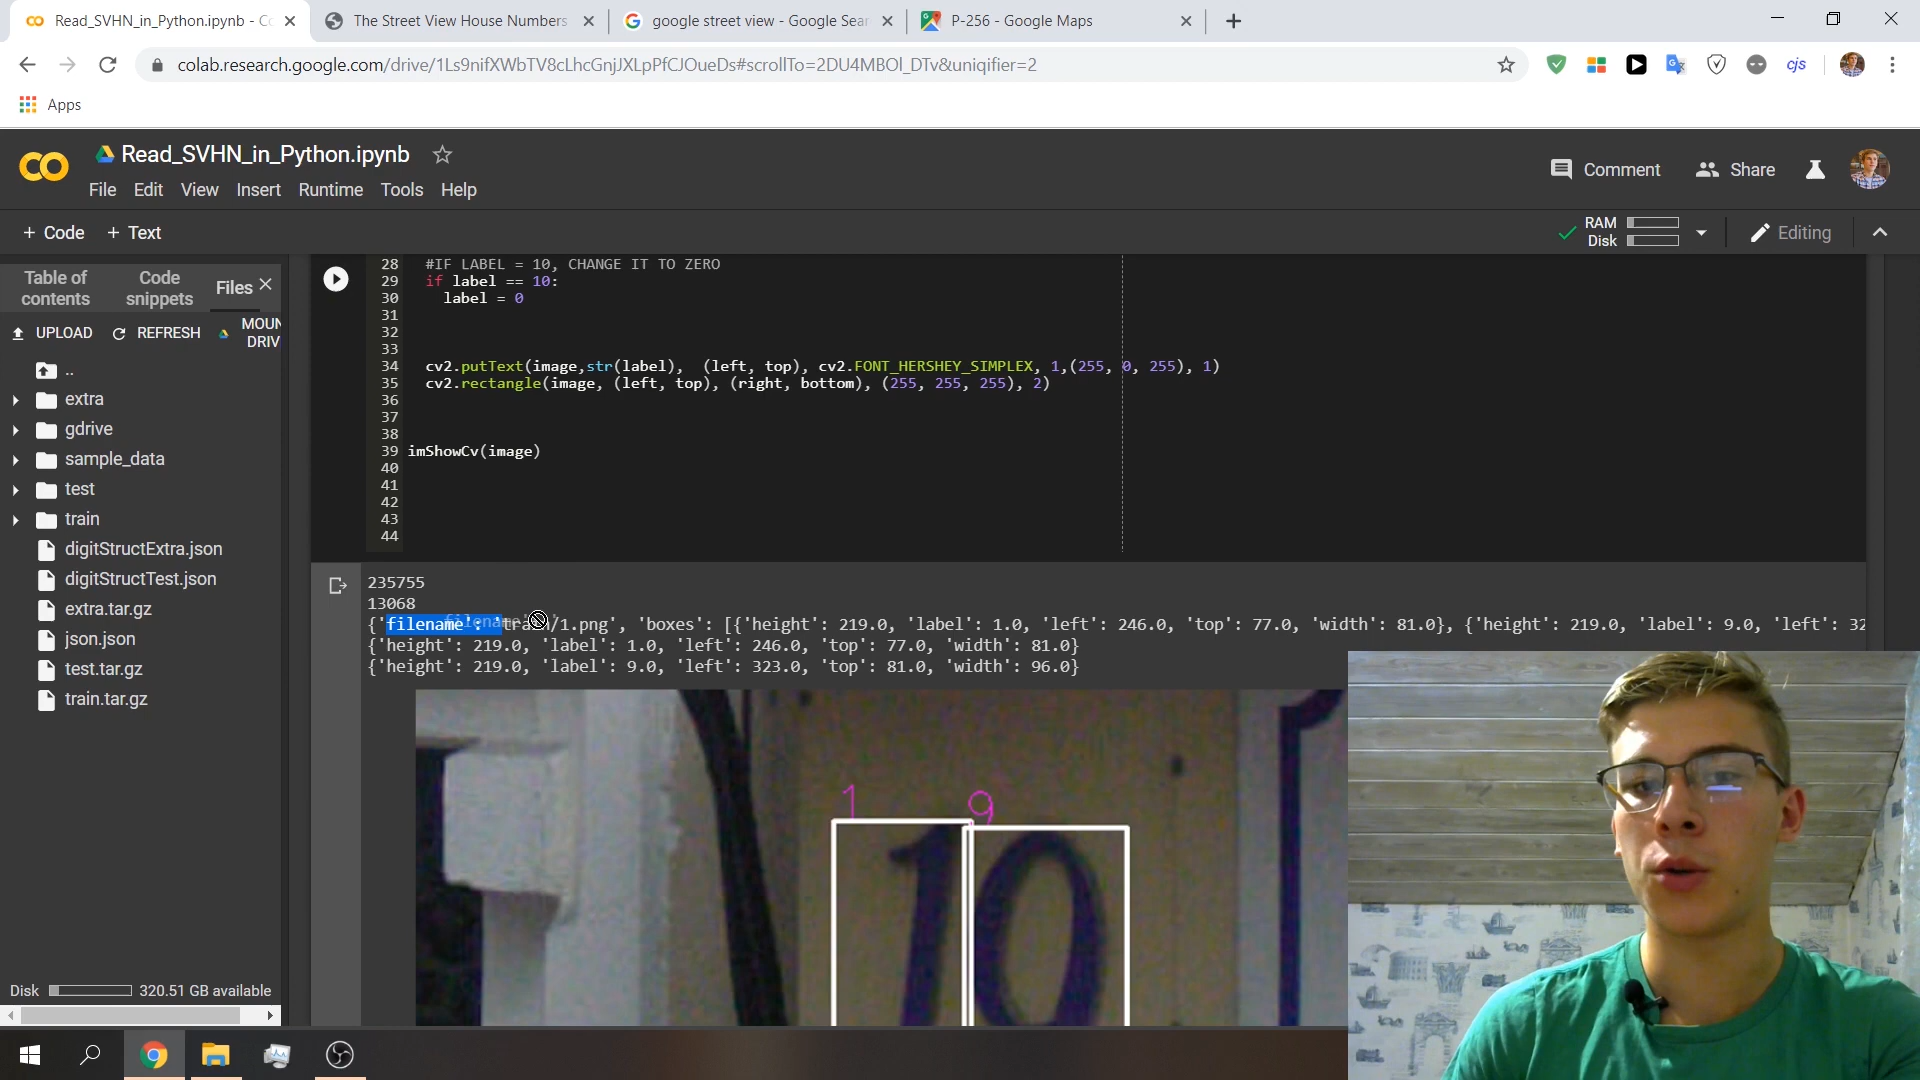 Read_SVHN_in_Python.ipynb - Co
The Street View House Numbers
google street view - Google Sear
P-256 - Google Maps
colab.research.google.com/drive/1Ls9nifXWbTV8cLhcGnjJXLpPfCJOueDs#scrollTo=2DU4MBOl_DTv&uniqifier=2
cjs
Apps
Read_SVHN_in_Python.ipynb
Comment
Share
File Edit View Insert Runtime Tools Help
+ Code + Text
RAM
Disk
Editing
Table of contents
Code snippets
Files
UPLOAD
REFRESH
MOUN
DRIV
..
extra
gdrive
sample_data
test
train
digitStructExtra.json
digitStructTest.json
extra.tar.gz
json.json
test.tar.gz
train.tar.gz
Disk 320.51 GB available
28 #IF LABEL = 10, CHANGE IT TO ZERO
29 if label == 10:
30 label = 0
31
32
33
34 cv2.putText(image,str(label), (left, top), cv2.FONT_HERSHEY_SIMPLEX, 1,(255, 0, 255), 1)
35 cv2.rectangle(image, (left, top), (right, bottom), (255, 255, 255), 2)
36
37
38
39 imShowCv(image)
40
41
42
43
44
235755
13068
{'filename': 'train/1.png', 'boxes': [{'height': 219.0, 'label': 1.0, 'left': 246.0, 'top': 77.0, 'width': 81.0}, {'height': 219.0, 'label': 9.0, 'left': 32
{'height': 219.0, 'label': 1.0, 'left': 246.0, 'top': 77.0, 'width': 81.0}
{'height': 219.0, 'label': 9.0, 'left': 323.0, 'top': 81.0, 'width': 96.0}
1 9
19